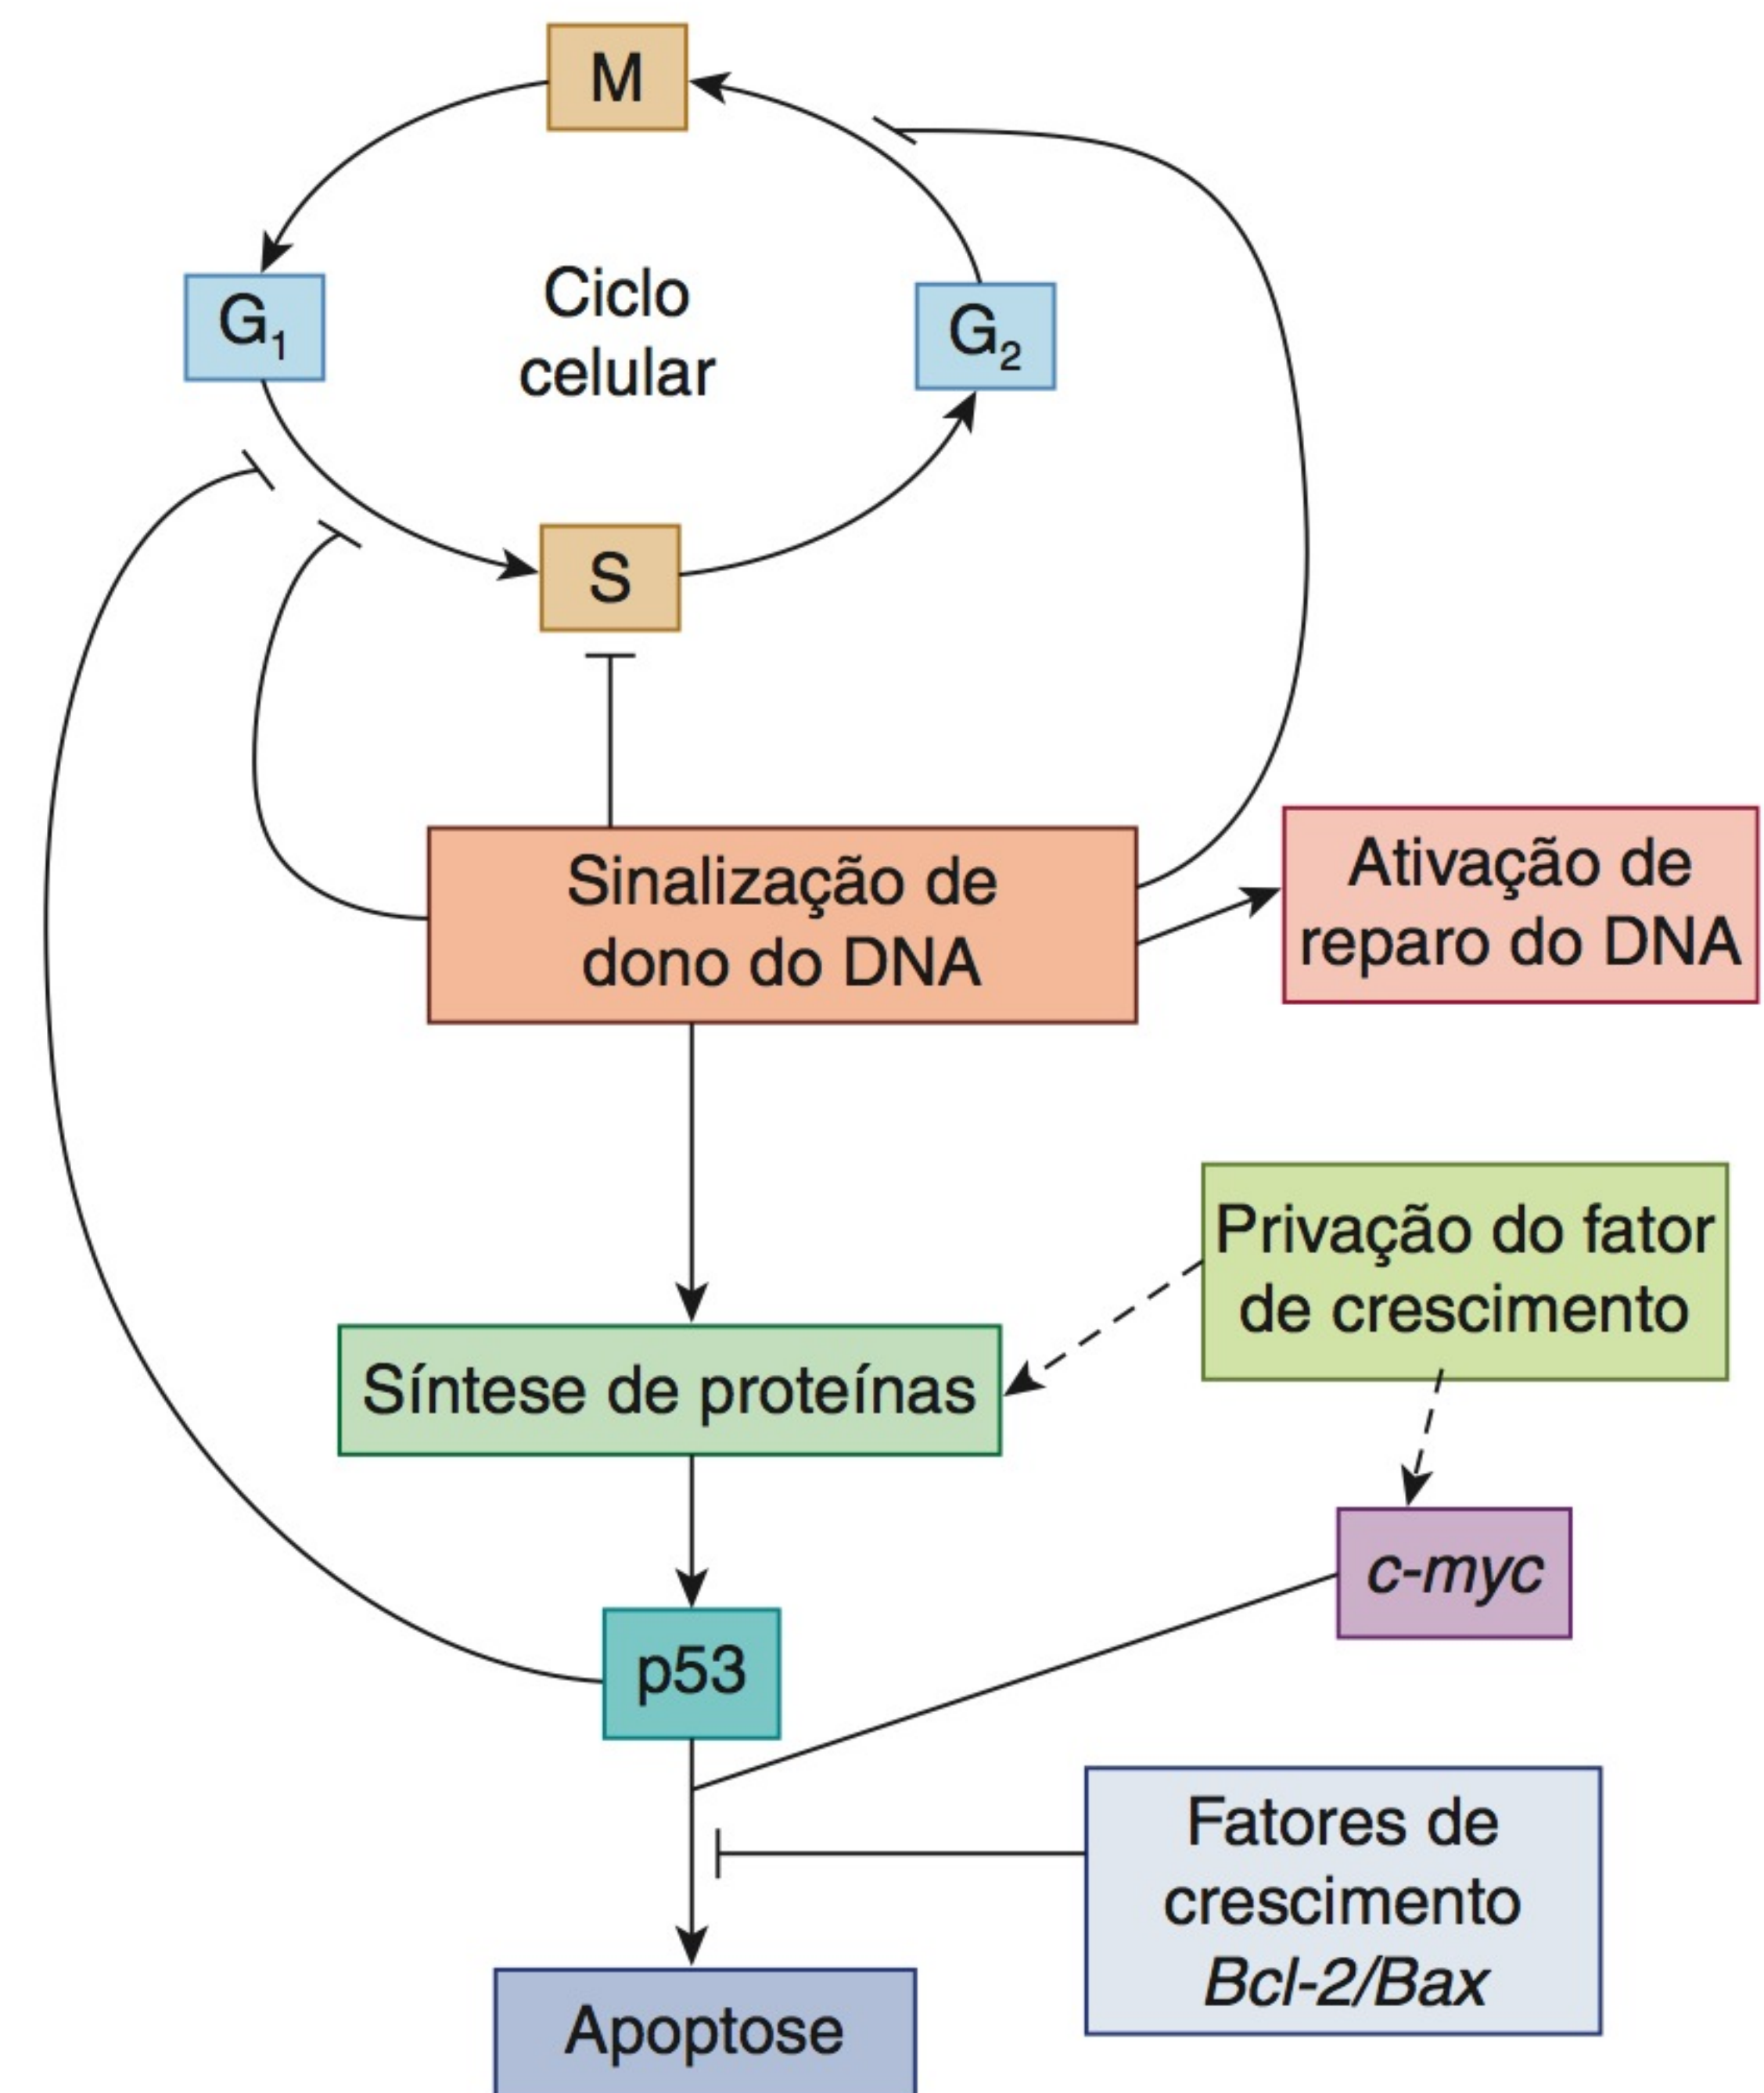 M
G₁
Ciclo
celular
G₂
S
Sinalização de
dono do DNA
Ativação de
reparo do DNA
Privação do fator
de crescimento
Síntese de proteínas
c-myc
p53
Fatores de
crescimento
Bcl-2/Bax
Apoptose